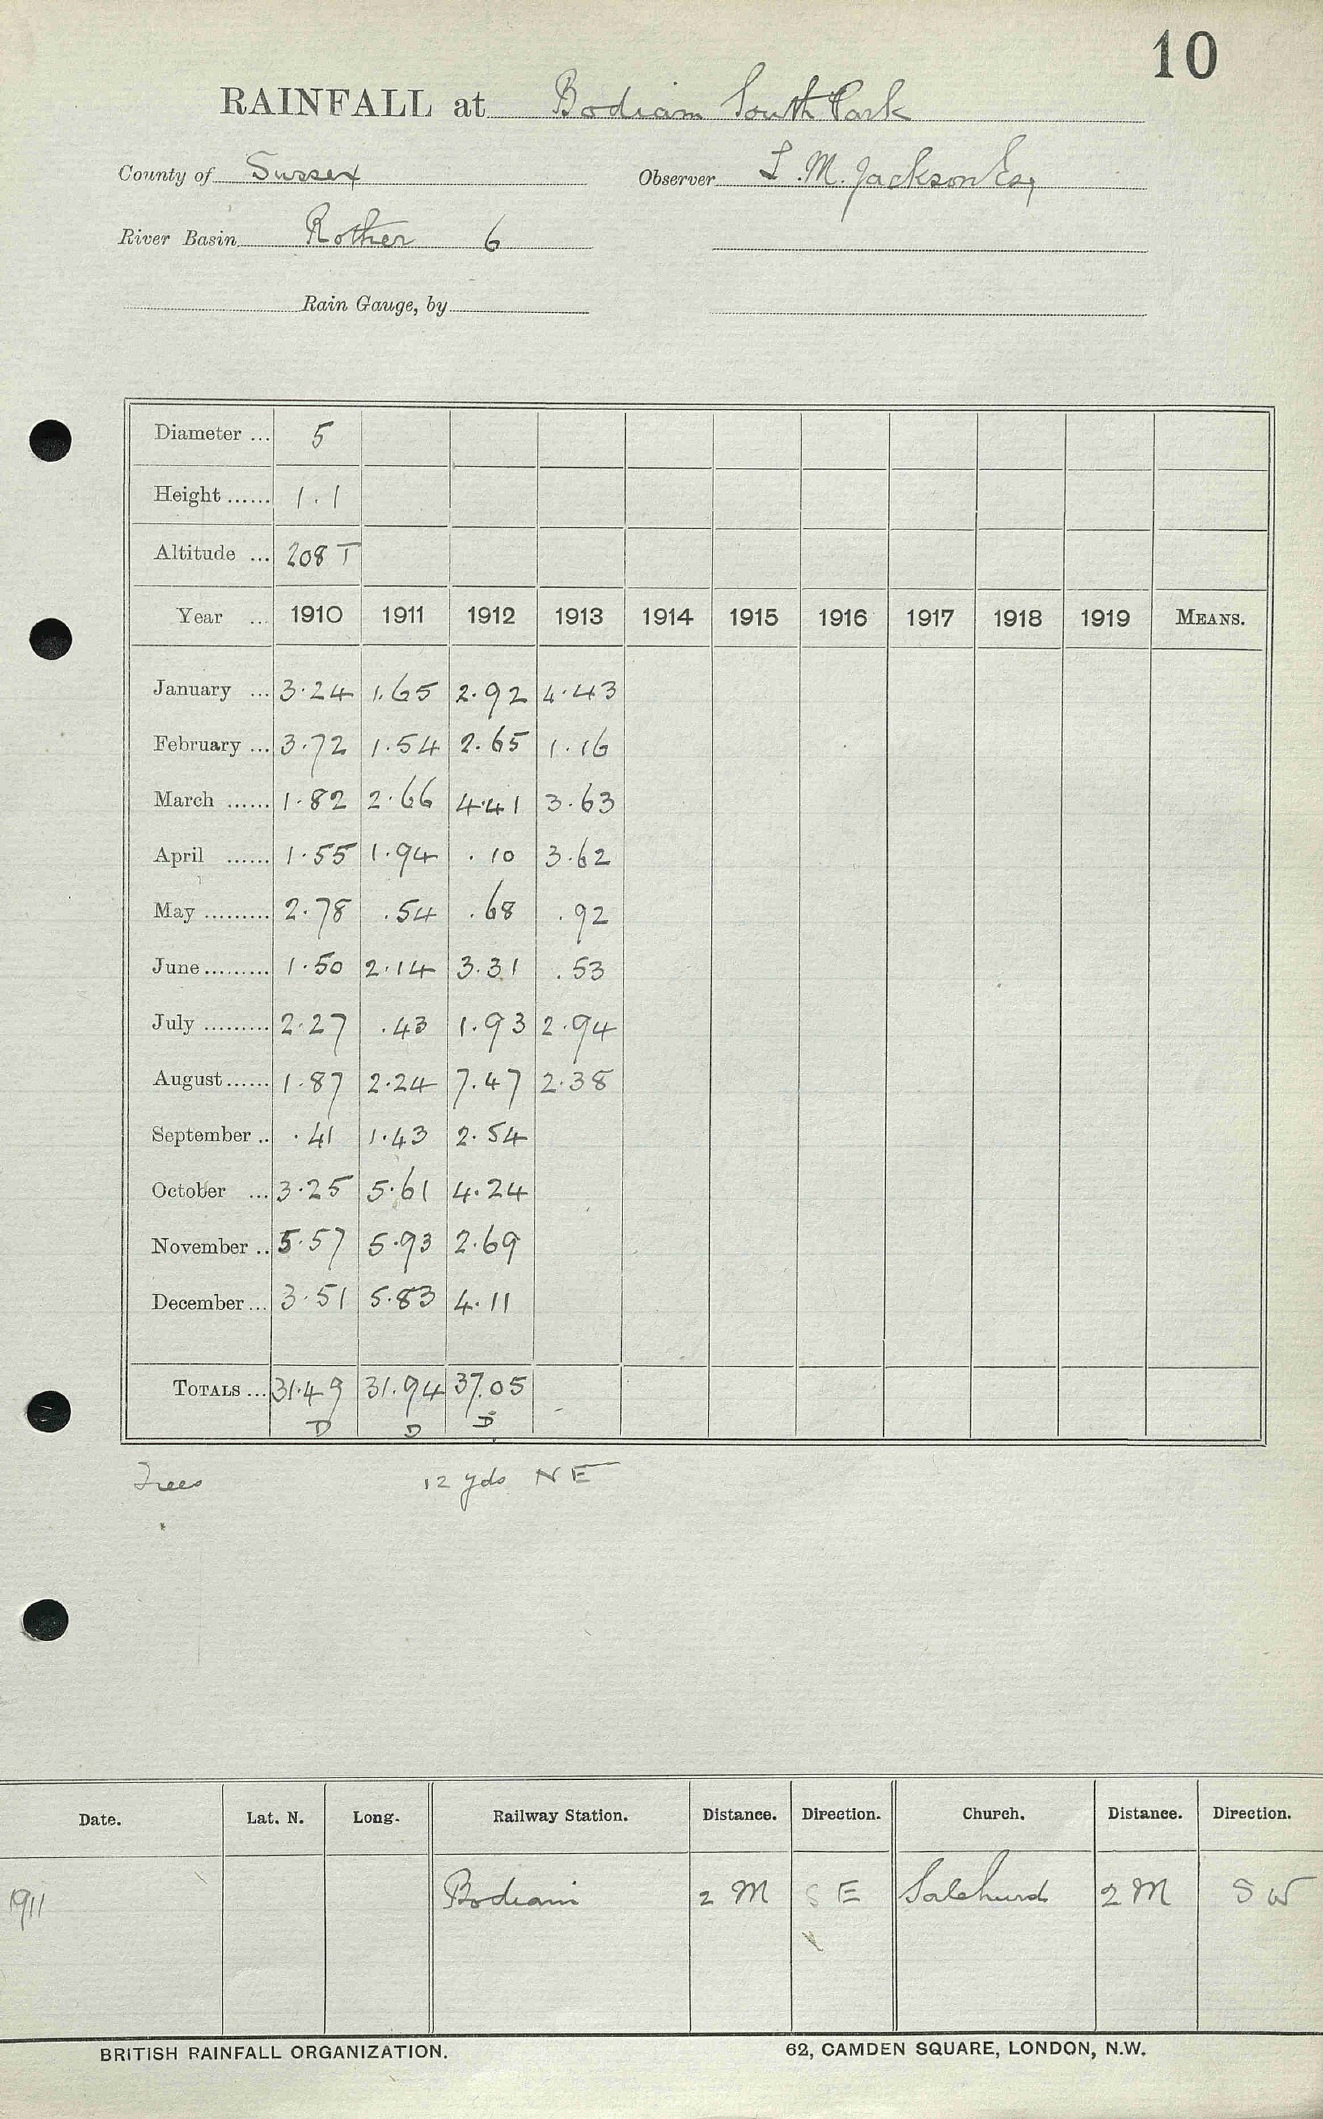 10
RAINFALL at Bodiam South Park
County of Sussex Observer L. M. Jackson Esq
River Basin Rother 6
Rain Gauge, by
Diameter ... 5
Height ...... 1.1
Altitude ... 208 T
Year ... 1910 1911 1912 1913 1914 1915 1916 1917 1918 1919 MEANS.
January ... 3.24 1.65 2.92 4.43
February ... 3.72 1.54 2.65 1.16
March ...... 1.82 2.66 4.41 3.63
April ...... 1.55 1.94 .10 3.62
May ......... 2.78 .54 .68 .92
June ......... 1.50 2.14 3.31 .53
July ......... 2.27 .43 1.93 2.94
August ...... 1.87 2.24 7.47 2.38
September .. .41 1.43 2.54
October ... 3.25 5.61 4.24
November .. 5.57 5.93 2.69
December ... 3.51 5.83 4.11
TOTALS ... 31.49 31.94 37.05
D D D
Trees 12 yds NE
Date. Lat. N. Long. Railway Station. Distance. Direction. Church. Distance. Direction.
1911 Bodiam 2 M S E Salehurst 2 M S W
BRITISH RAINFALL ORGANIZATION. 62, CAMDEN SQUARE, LONDON, N.W.